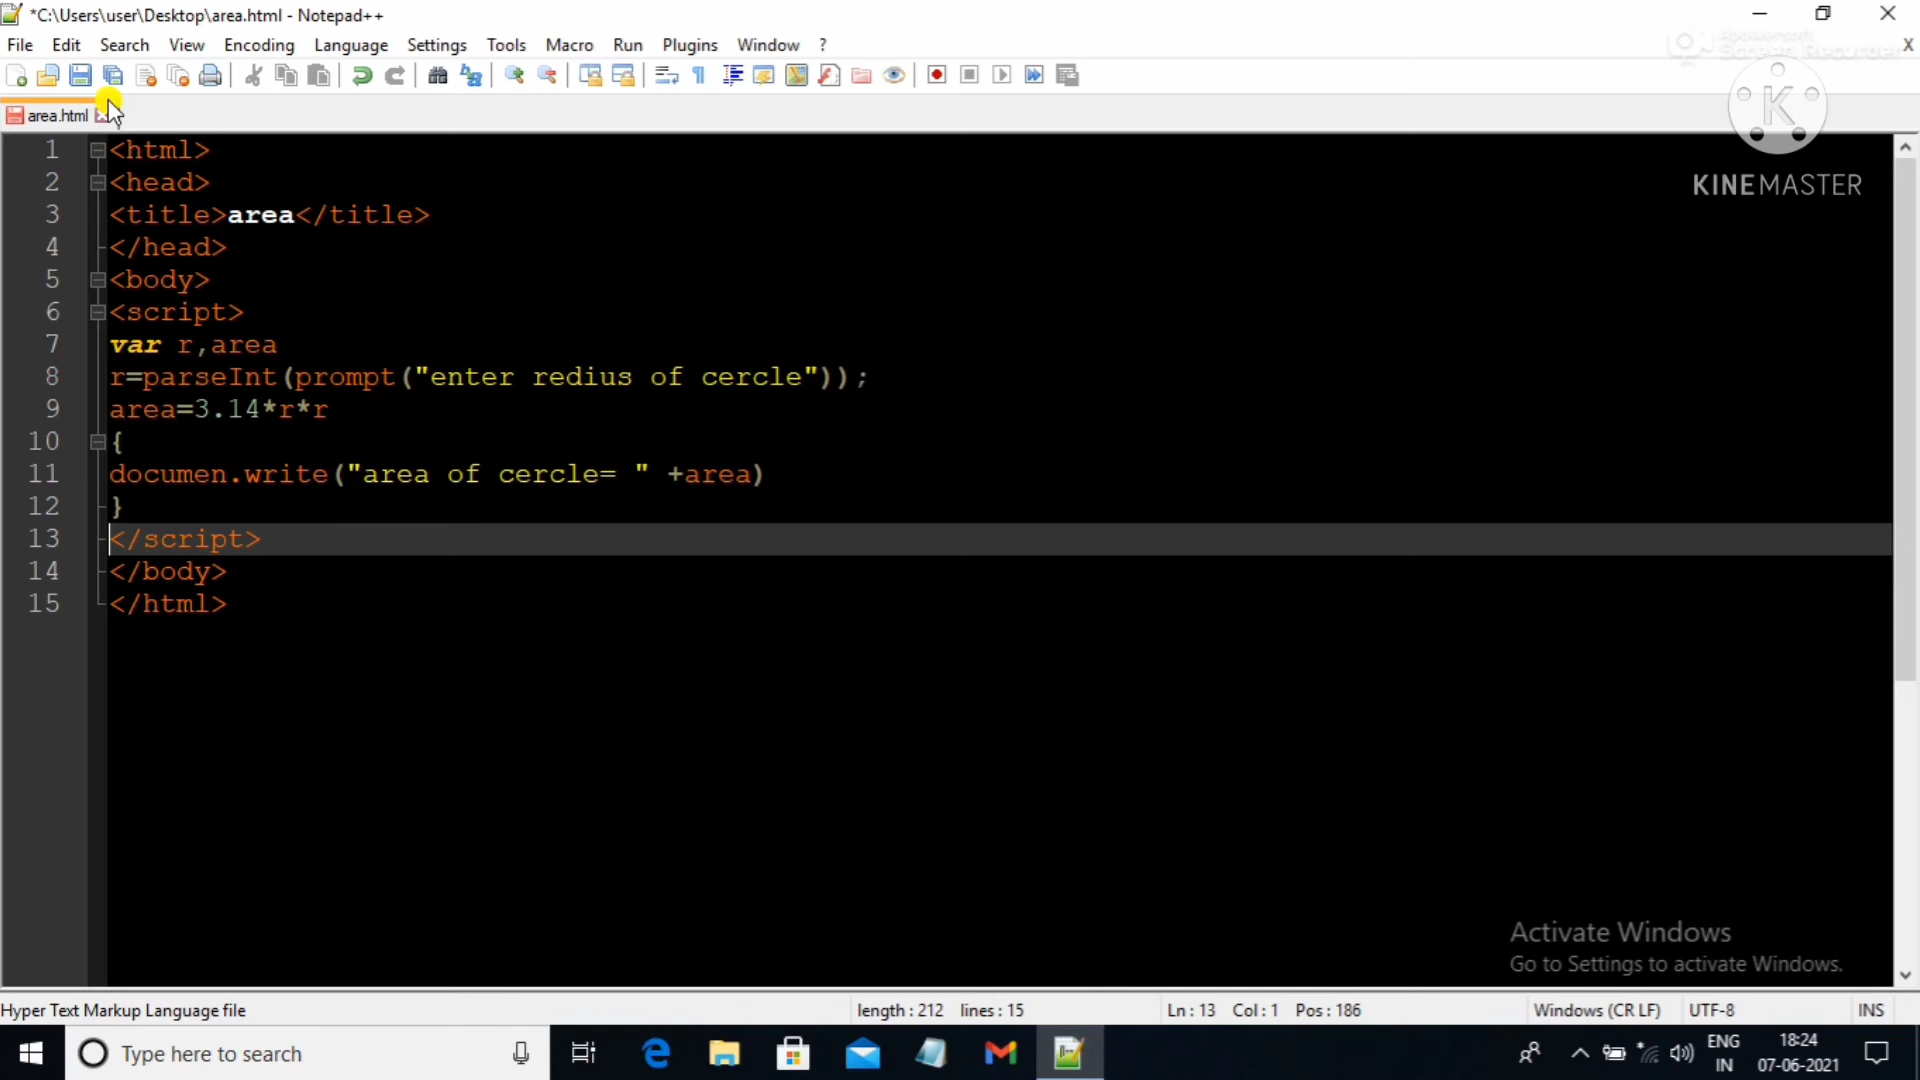 *C:\Users\user\Desktop\area.html - Notepad++
File Edit Search View Encoding Language Settings Tools Macro Run Plugins Window ? X
Screen Recorder
area.html
K
KINEMASTER
1 <html>
2 <head>
3 <title>area</title>
4 </head>
5 <body>
6 <script>
7 var r,area
8 r=parseInt(prompt("enter redius of cercle"));
9 area=3.14*r*r
10 {
11 documen.write("area of cercle= " +area)
12 }
13 </script>
14 </body>
15 </html>
Activate Windows
Go to Settings to activate Windows.
Hyper Text Markup Language file length : 212 lines : 15 Ln : 13 Col : 1 Pos : 186 Windows (CR LF) UTF-8 INS
Type here to search
ENG
IN
18:24
07-06-2021